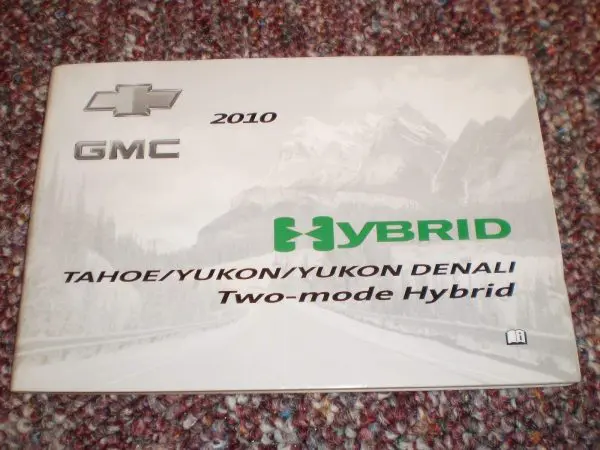 2010
GMC
HYBRID
TAHOE/YUKON/YUKON DENALI
Two-mode Hybrid